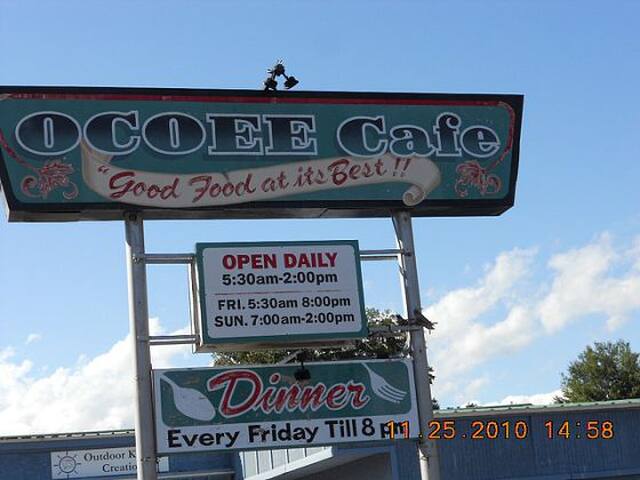 OCOEE Cafe
"Good Food at its Best!!
OPEN DAILY
5:30am-2:00pm
FRI. 5:30am 8:00pm
SUN. 7:00am-2:00pm
Dinner
Every Friday Till 8 pm
11.25.2010 14:58
Outdoor